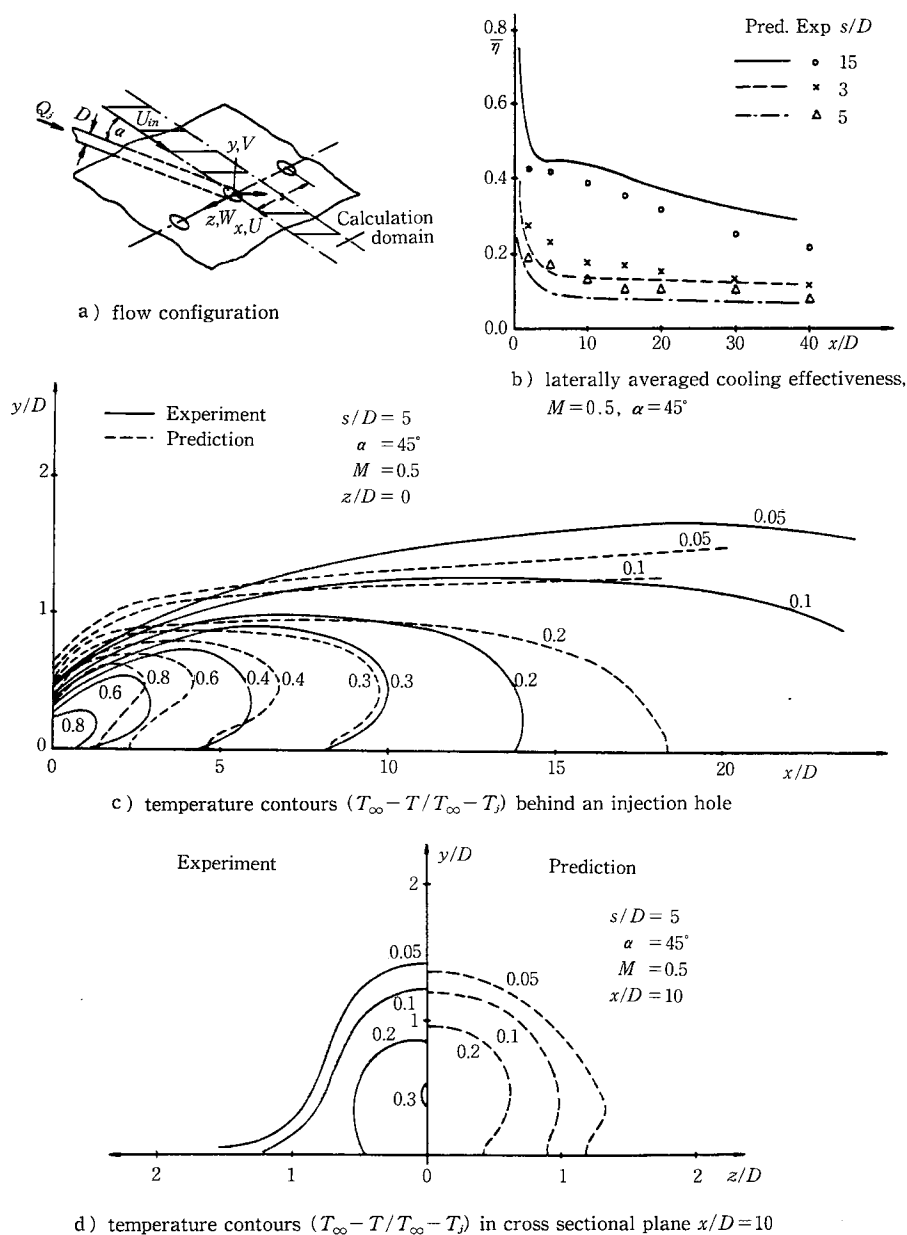 Q_j
D
α
U_in
y,V
z,W
x,U
Calculation
domain
a) flow configuration
0.8
η̅
0.6
0.4
0.2
0.0
0 10 20 30 x/D 40
Pred. Exp s/D
15
3
5
b) laterally averaged cooling effectiveness,
M=0.5, α=45°
y/D
2
1
0
Experiment
Prediction
s/D=5
α =45°
M =0.5
z/D=0
0.05
0.05
0.1
0.1
0.2
0.2
0.8 0.6 0.8 0.6 0.4 0.4 0.3 0.3
0 5 10 15 20 x/D
c) temperature contours (T∞−T/T∞−T_j) behind an injection hole
Experiment
y/D
Prediction
2
1
s/D=5
α =45°
M =0.5
x/D=10
0.05
0.1
0.2
0.3
0.05
0.1
0.2
2 1 0 1 2 z/D
d) temperature contours (T∞−T/T∞−T_j) in cross sectional plane x/D=10